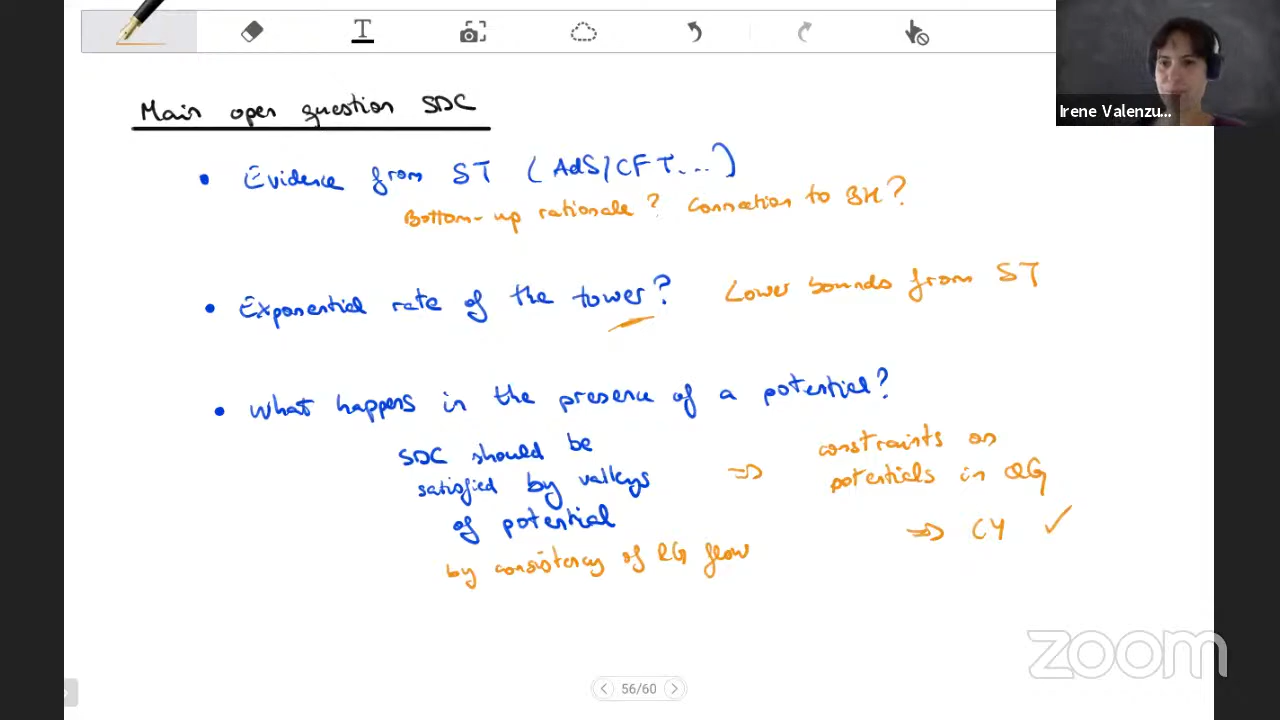 T
Irene Valenzu...
Main open question SDC
• Evidence from ST (AdS/CFT...)
Bottom-up rationale? Connection to BH?
• Exponential rate of the tower? Lower bounds from ST
• What happens in the presence of a potential?
SDC should be satisfied by valleys of potential
by consistency of RG flow
⇒ constraints on potentials in QG
⇒ CY ✓
zoom
56/60